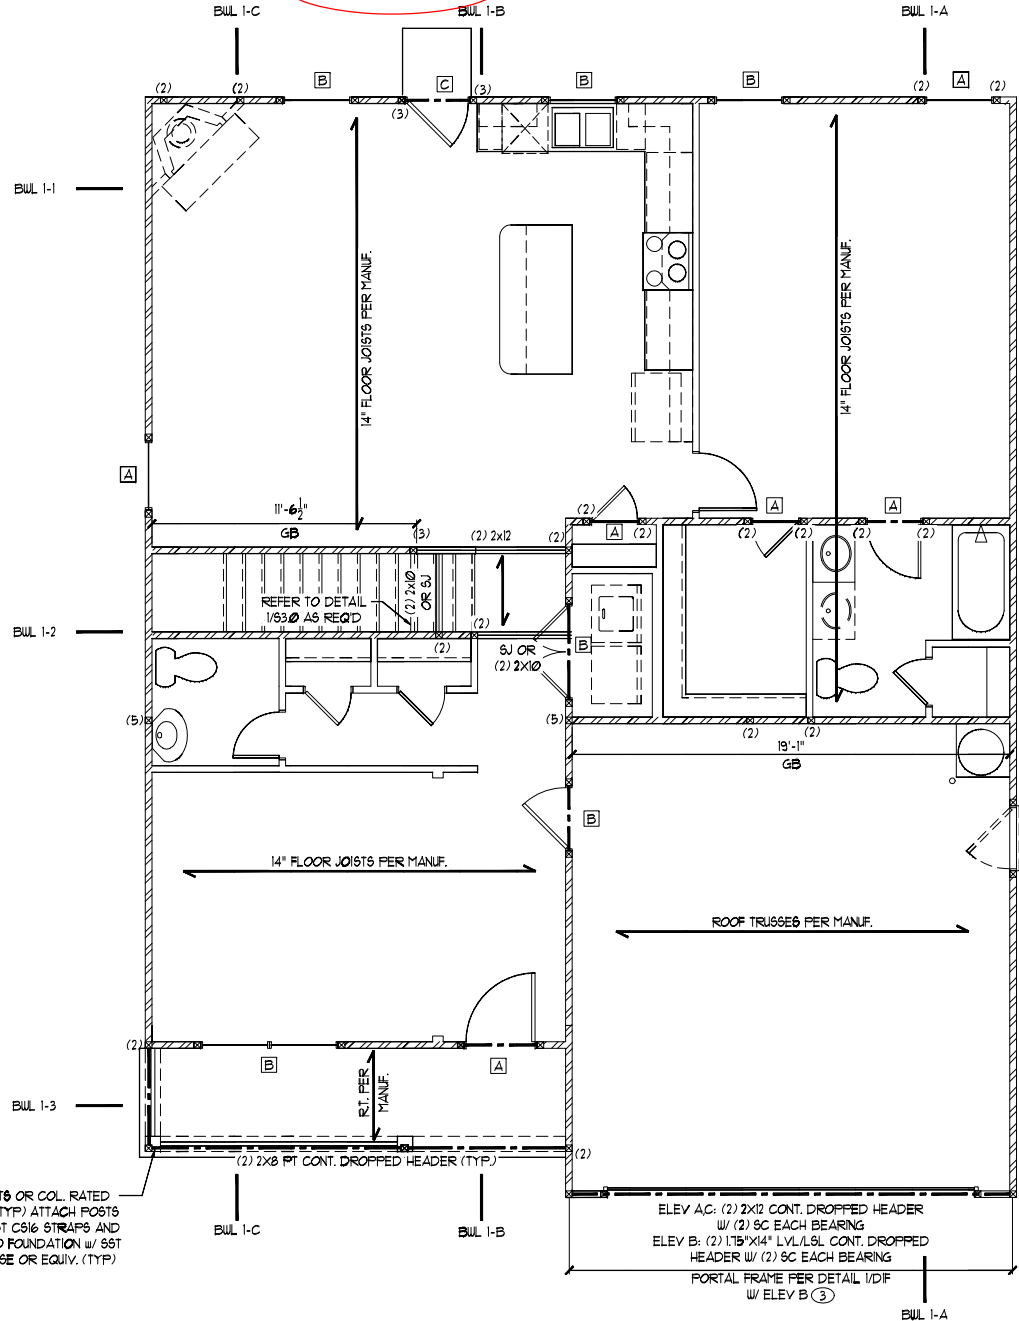 BWL 1-C
BWL 1-B
BWL 1-A
(2)
(2)
B
C
(3)
(3)
B
B
(2)
A
(2)
BWL 1-1
14" FLOOR JOISTS PER MANUF.
14" FLOOR JOISTS PER MANUF.
A
11'-6 1/2"
GB
(3)
(2) 2x12
(2)
(2)
A
(2)
A
A
(2)
(2)
(2)
(2)
(2) 2x10
OR SJ
REFER TO DETAIL
1/S3.0 AS REQ'D
BWL 1-2
(2)
(2)
SJ OR
(2) 2X10
B
(5)
(5)
(2)
(2)
19'-1"
GB
B
14" FLOOR JOISTS PER MANUF.
ROOF TRUSSES PER MANUF.
(2)
B
A
R.T. PER
MANUF.
BWL 1-3
(2)
(2) 2X8 PT CONT. DROPPED HEADER (TYP.)
TS OR COL. RATED
TYP) ATTACH POSTS
T CS16 STRAPS AND
FOUNDATION W/ SST
SE OR EQUIV. (TYP)
BWL 1-C
BWL 1-B
ELEV A,C: (2) 2X12 CONT. DROPPED HEADER
W/ (2) SC EACH BEARING
ELEV B: (2) 1.75"X14" LVL/LSL CONT. DROPPED
HEADER W/ (2) SC EACH BEARING
PORTAL FRAME PER DETAIL 1/DIF
W/ ELEV B 3
BWL 1-A